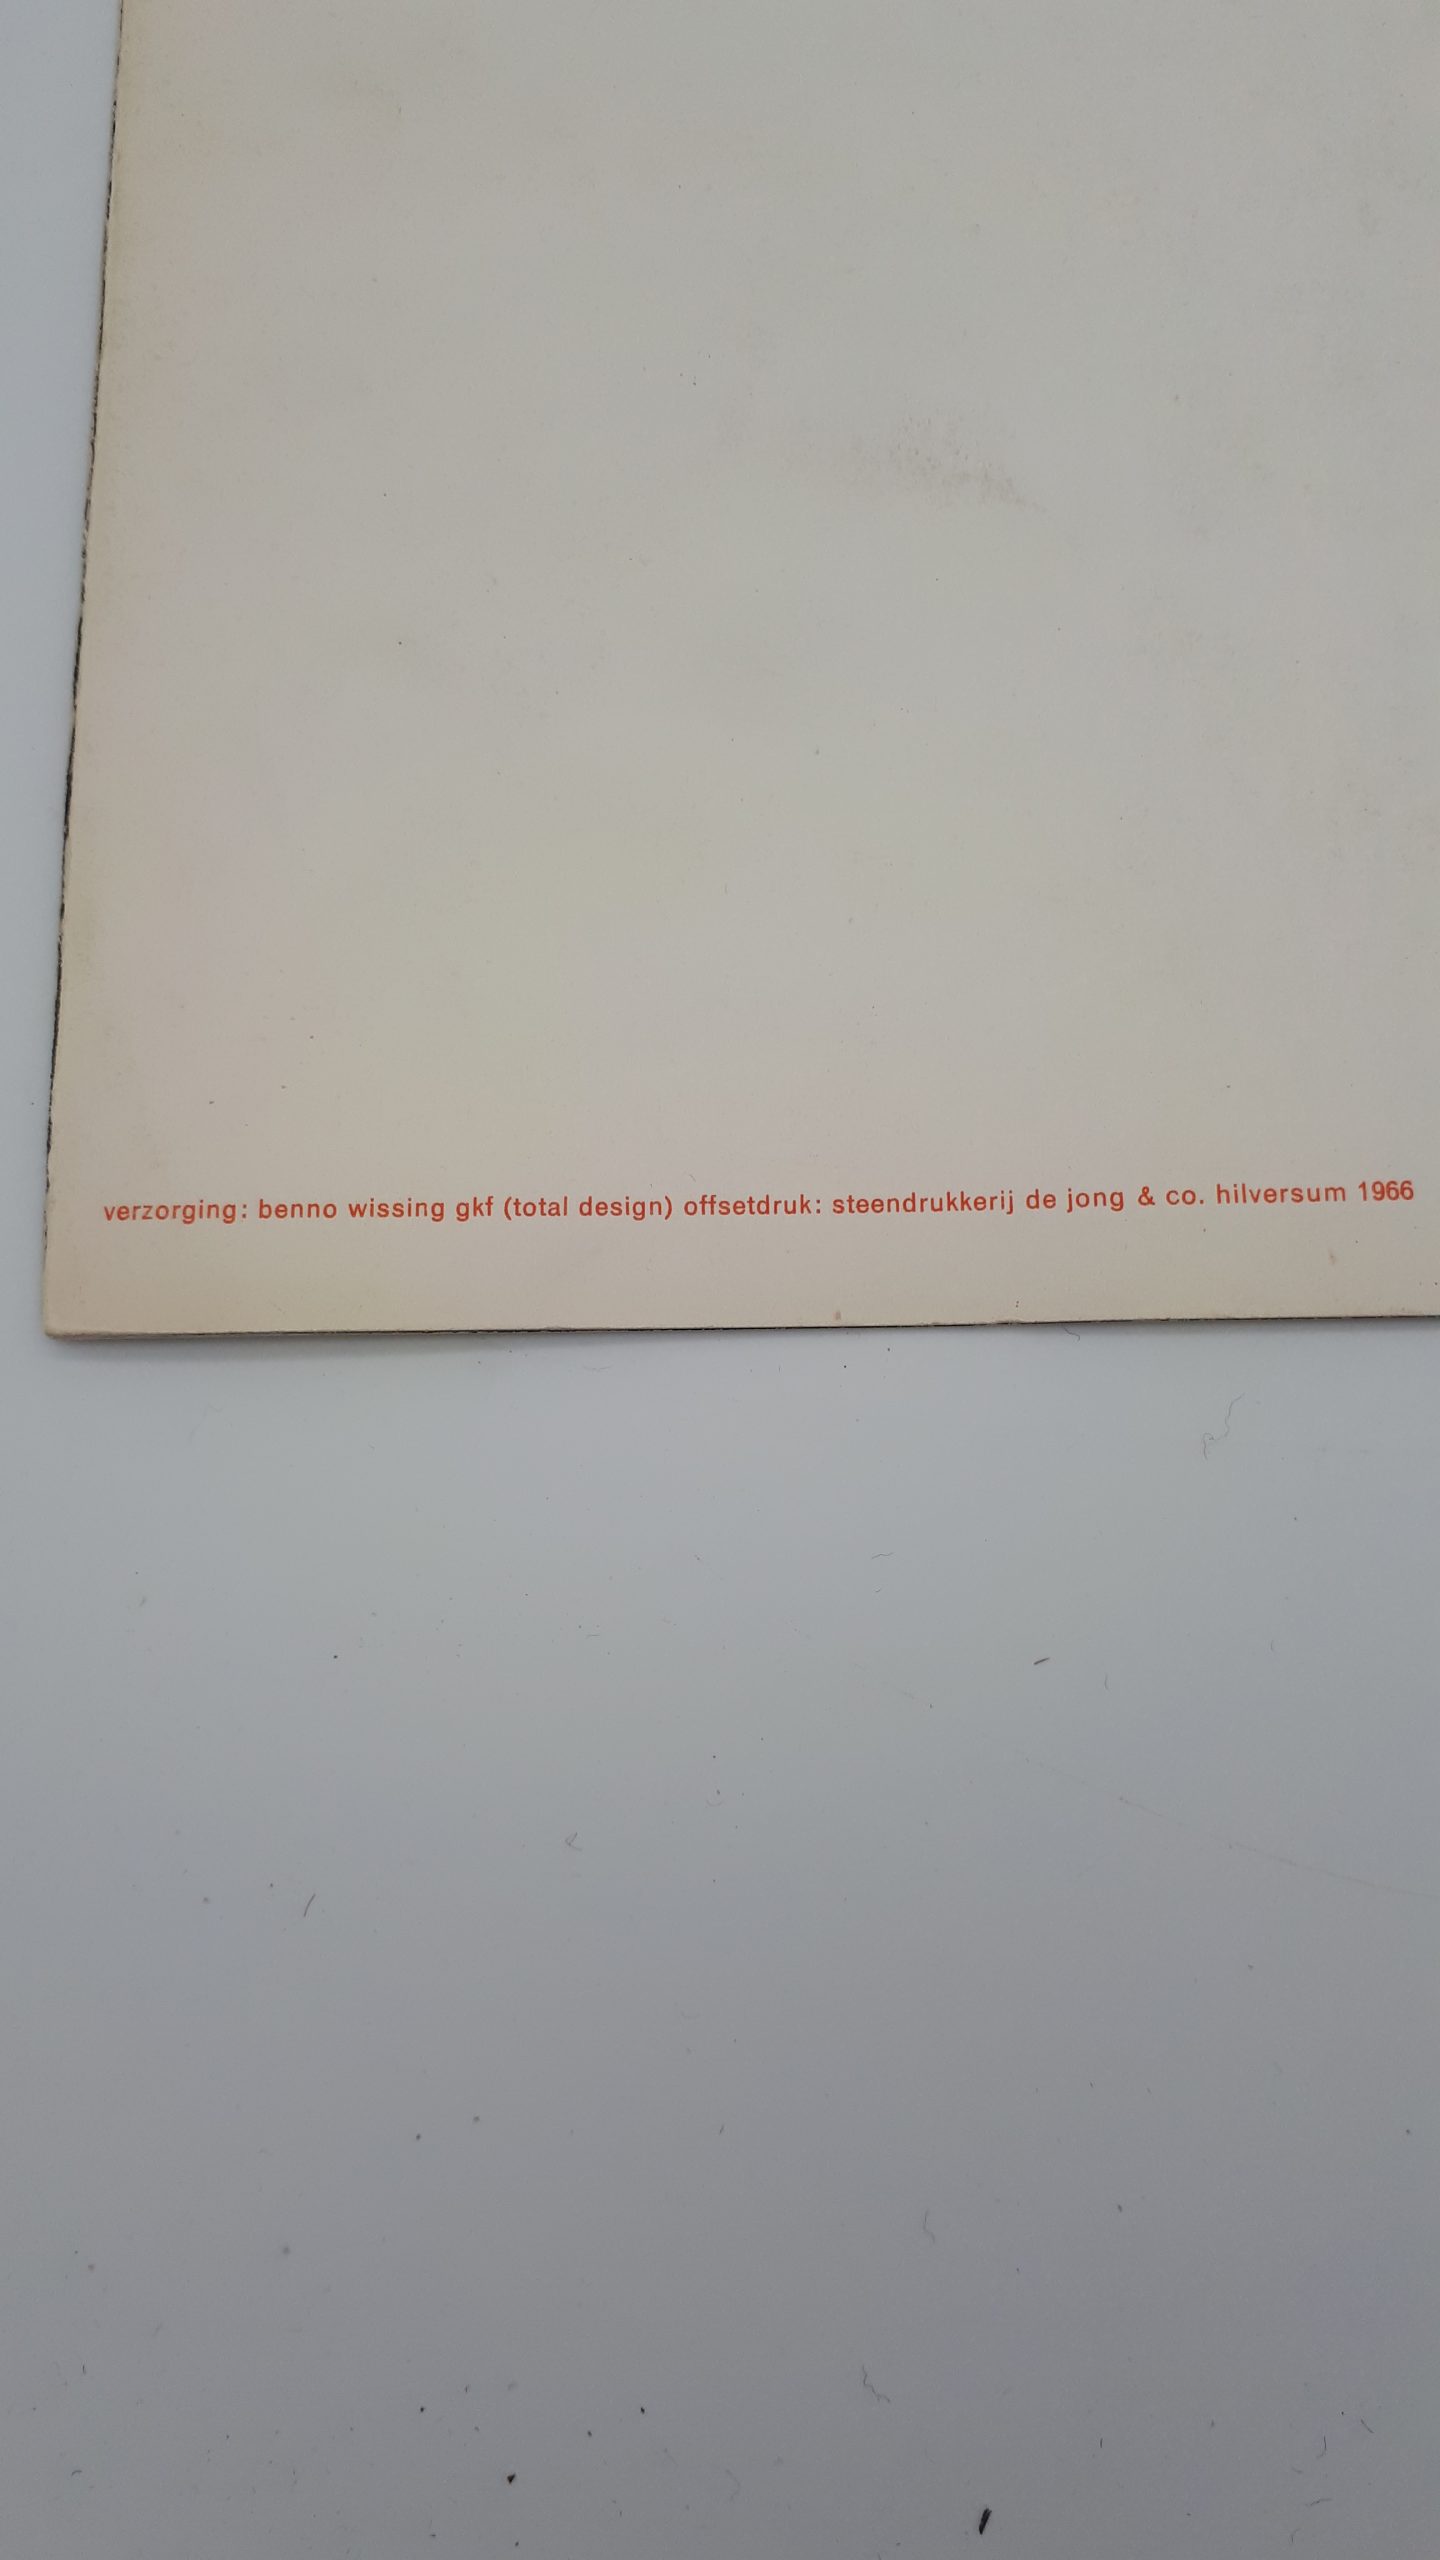 verzorging: benno wissing gkf (total design) offsetdruk: steendrukkerij de jong & co. hilversum 1966